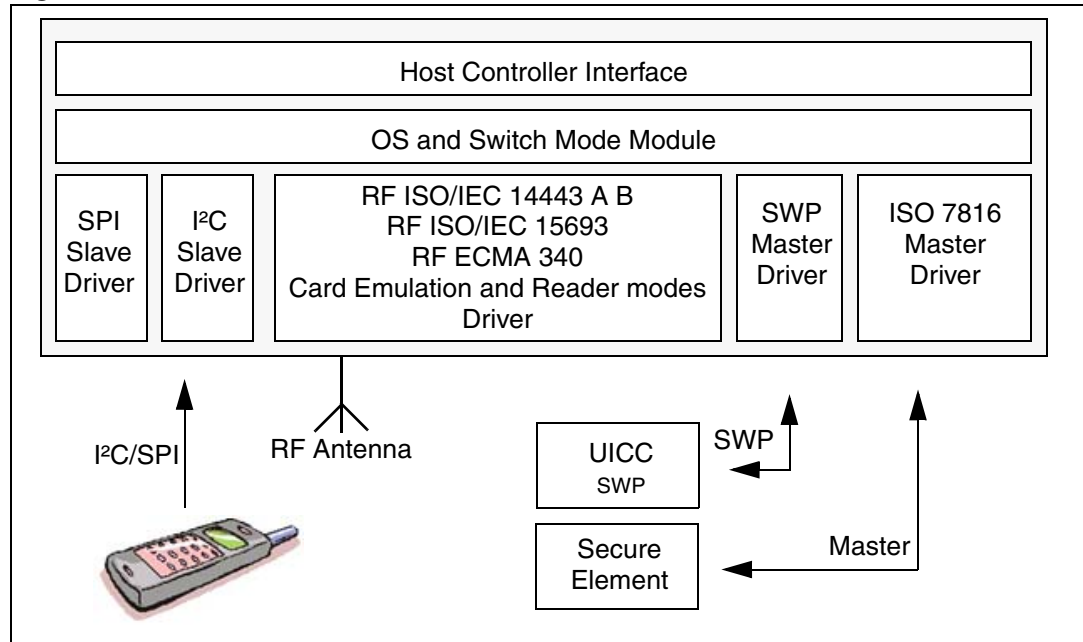 Host Controller Interface
OS and Switch Mode Module
SPI
Slave
Driver
I²C
Slave
Driver
RF ISO/IEC 14443 A B
RF ISO/IEC 15693
RF ECMA 340
Card Emulation and Reader modes
Driver
SWP
Master
Driver
ISO 7816
Master
Driver
I²C/SPI
RF Antenna
UICC
SWP
SWP
Secure
Element
Master